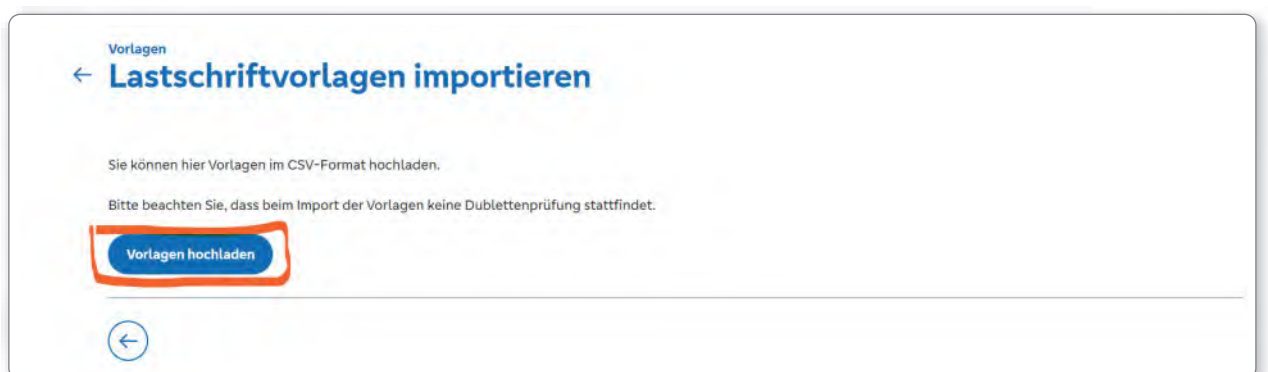 Vorlagen
Lastschriftvorlagen importieren
Sie können hier Vorlagen im CSV-Format hochladen.
Bitte beachten Sie, dass beim Import der Vorlagen keine Dublettenprüfung stattfindet.
Vorlagen hochladen